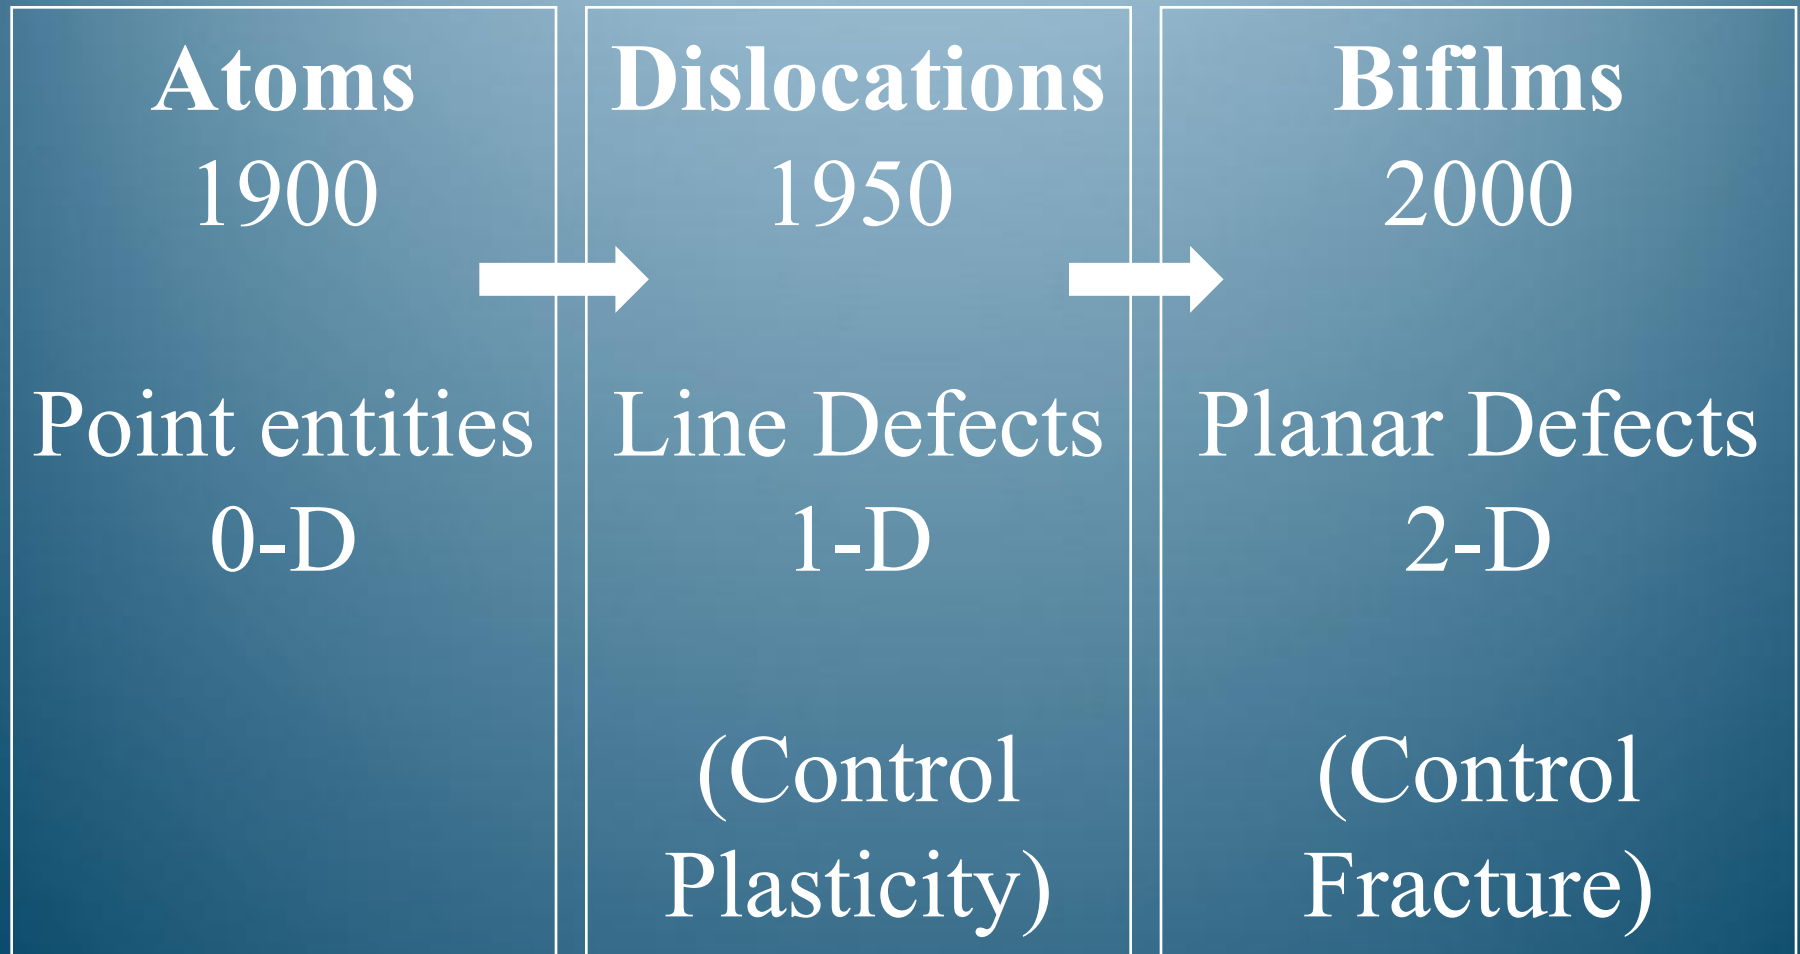 Atoms
1900
Point entities
0-D
Dislocations
1950
Line Defects
1-D
(Control
Plasticity)
Bifilms
2000
Planar Defects
2-D
(Control
Fracture)